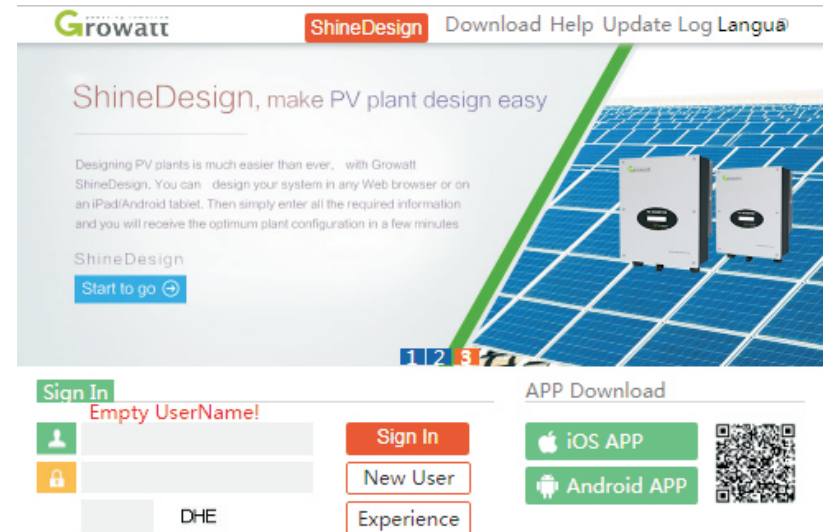 Growatt
ShineDesign Download Help Update Log Langua
ShineDesign, make PV plant design easy
Designing PV plants is much easier than ever, with Growatt
ShineDesign. You can design your system in any Web browser or on
an iPad/Android tablet. Then simply enter all the required information
and you will receive the optimum plant configuration in a few minutes
ShineDesign
Start to go
Growatt
Growatt
1 2 3
Sign In
Empty UserName!
Sign In
New User
DHE
Experience
APP Download
iOS APP
Android APP